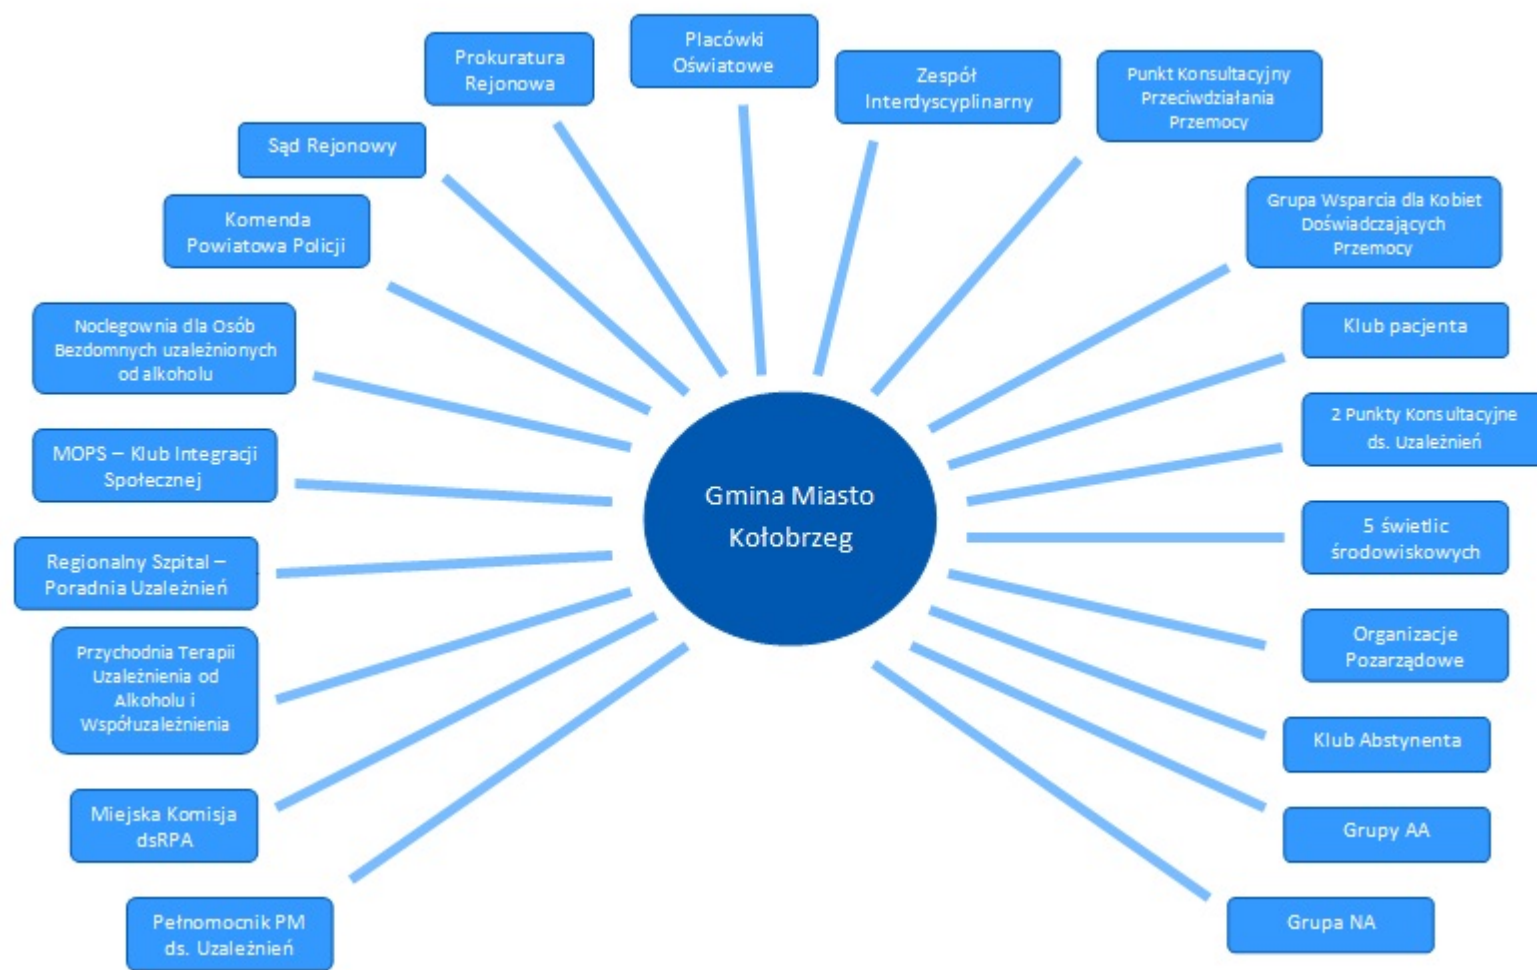 Placówki
Oświatowe
Prokuratura
Rejonowa
Zespół
Interdyscyplinarny
Punkt Konsultacyjny
Przeciwdziałania
Przemocy
Sąd Rejonowy
Komenda
Powiatowa Policji
Grupa Wsparcia dla Kobiet
Doświadczających
Przemocy
Noclegownia dla Osób
Bezdomnych uzależnionych
od alkoholu
Klub pacjenta
2 Punkty Konsultacyjne
ds. Uzależnień
MOPS – Klub Integracji
Społecznej
Gmina Miasto
Kołobrzeg
5 świetlic
środowiskowych
Regionalny Szpital –
Poradnia Uzależnień
Organizacje
Pozarządowe
Przychodnia Terapii
Uzależnienia od
Alkoholu i
Współuzależnienia
Klub Abstynenta
Miejska Komisja
dsRPA
Grupy AA
Pełnomocnik PM
ds. Uzależnień
Grupa NA